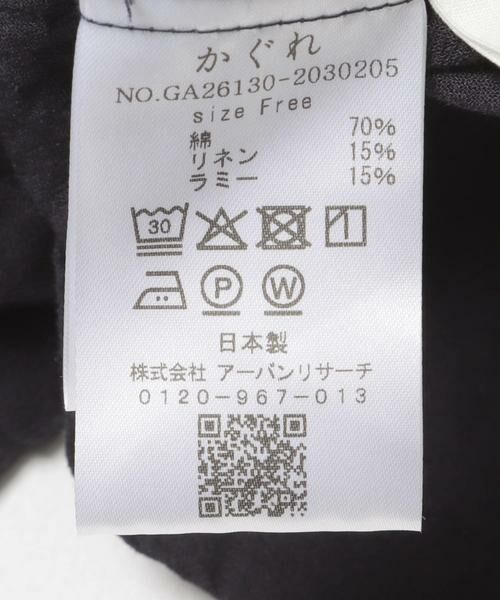 かぐれ
NO.GA26130-2030205
size Free
綿 70%
リネン 15%
ラミー 15%
30
P W
日本製
株式会社 アーバンリサーチ
0120-967-013